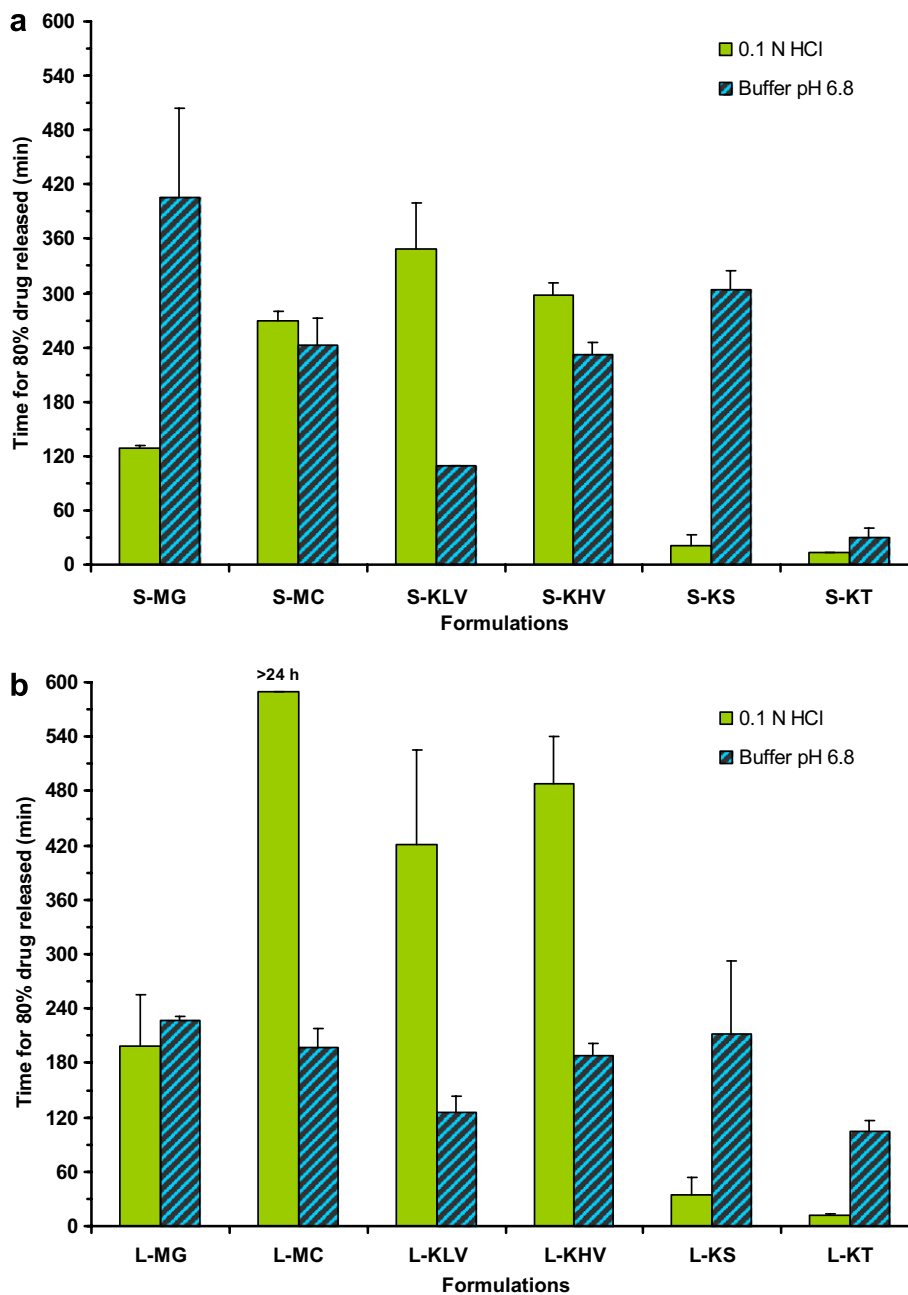 a
Time for 80% drug released (min)
600
540
480
420
360
300
240
180
120
60
0
0.1 N HCl
Buffer pH 6.8
S-MG S-MC S-KLV S-KHV S-KS S-KT
Formulations
b
Time for 80% drug released (min)
600
540
480
420
360
300
240
180
120
60
0
>24 h
0.1 N HCl
Buffer pH 6.8
L-MG L-MC L-KLV L-KHV L-KS L-KT
Formulations